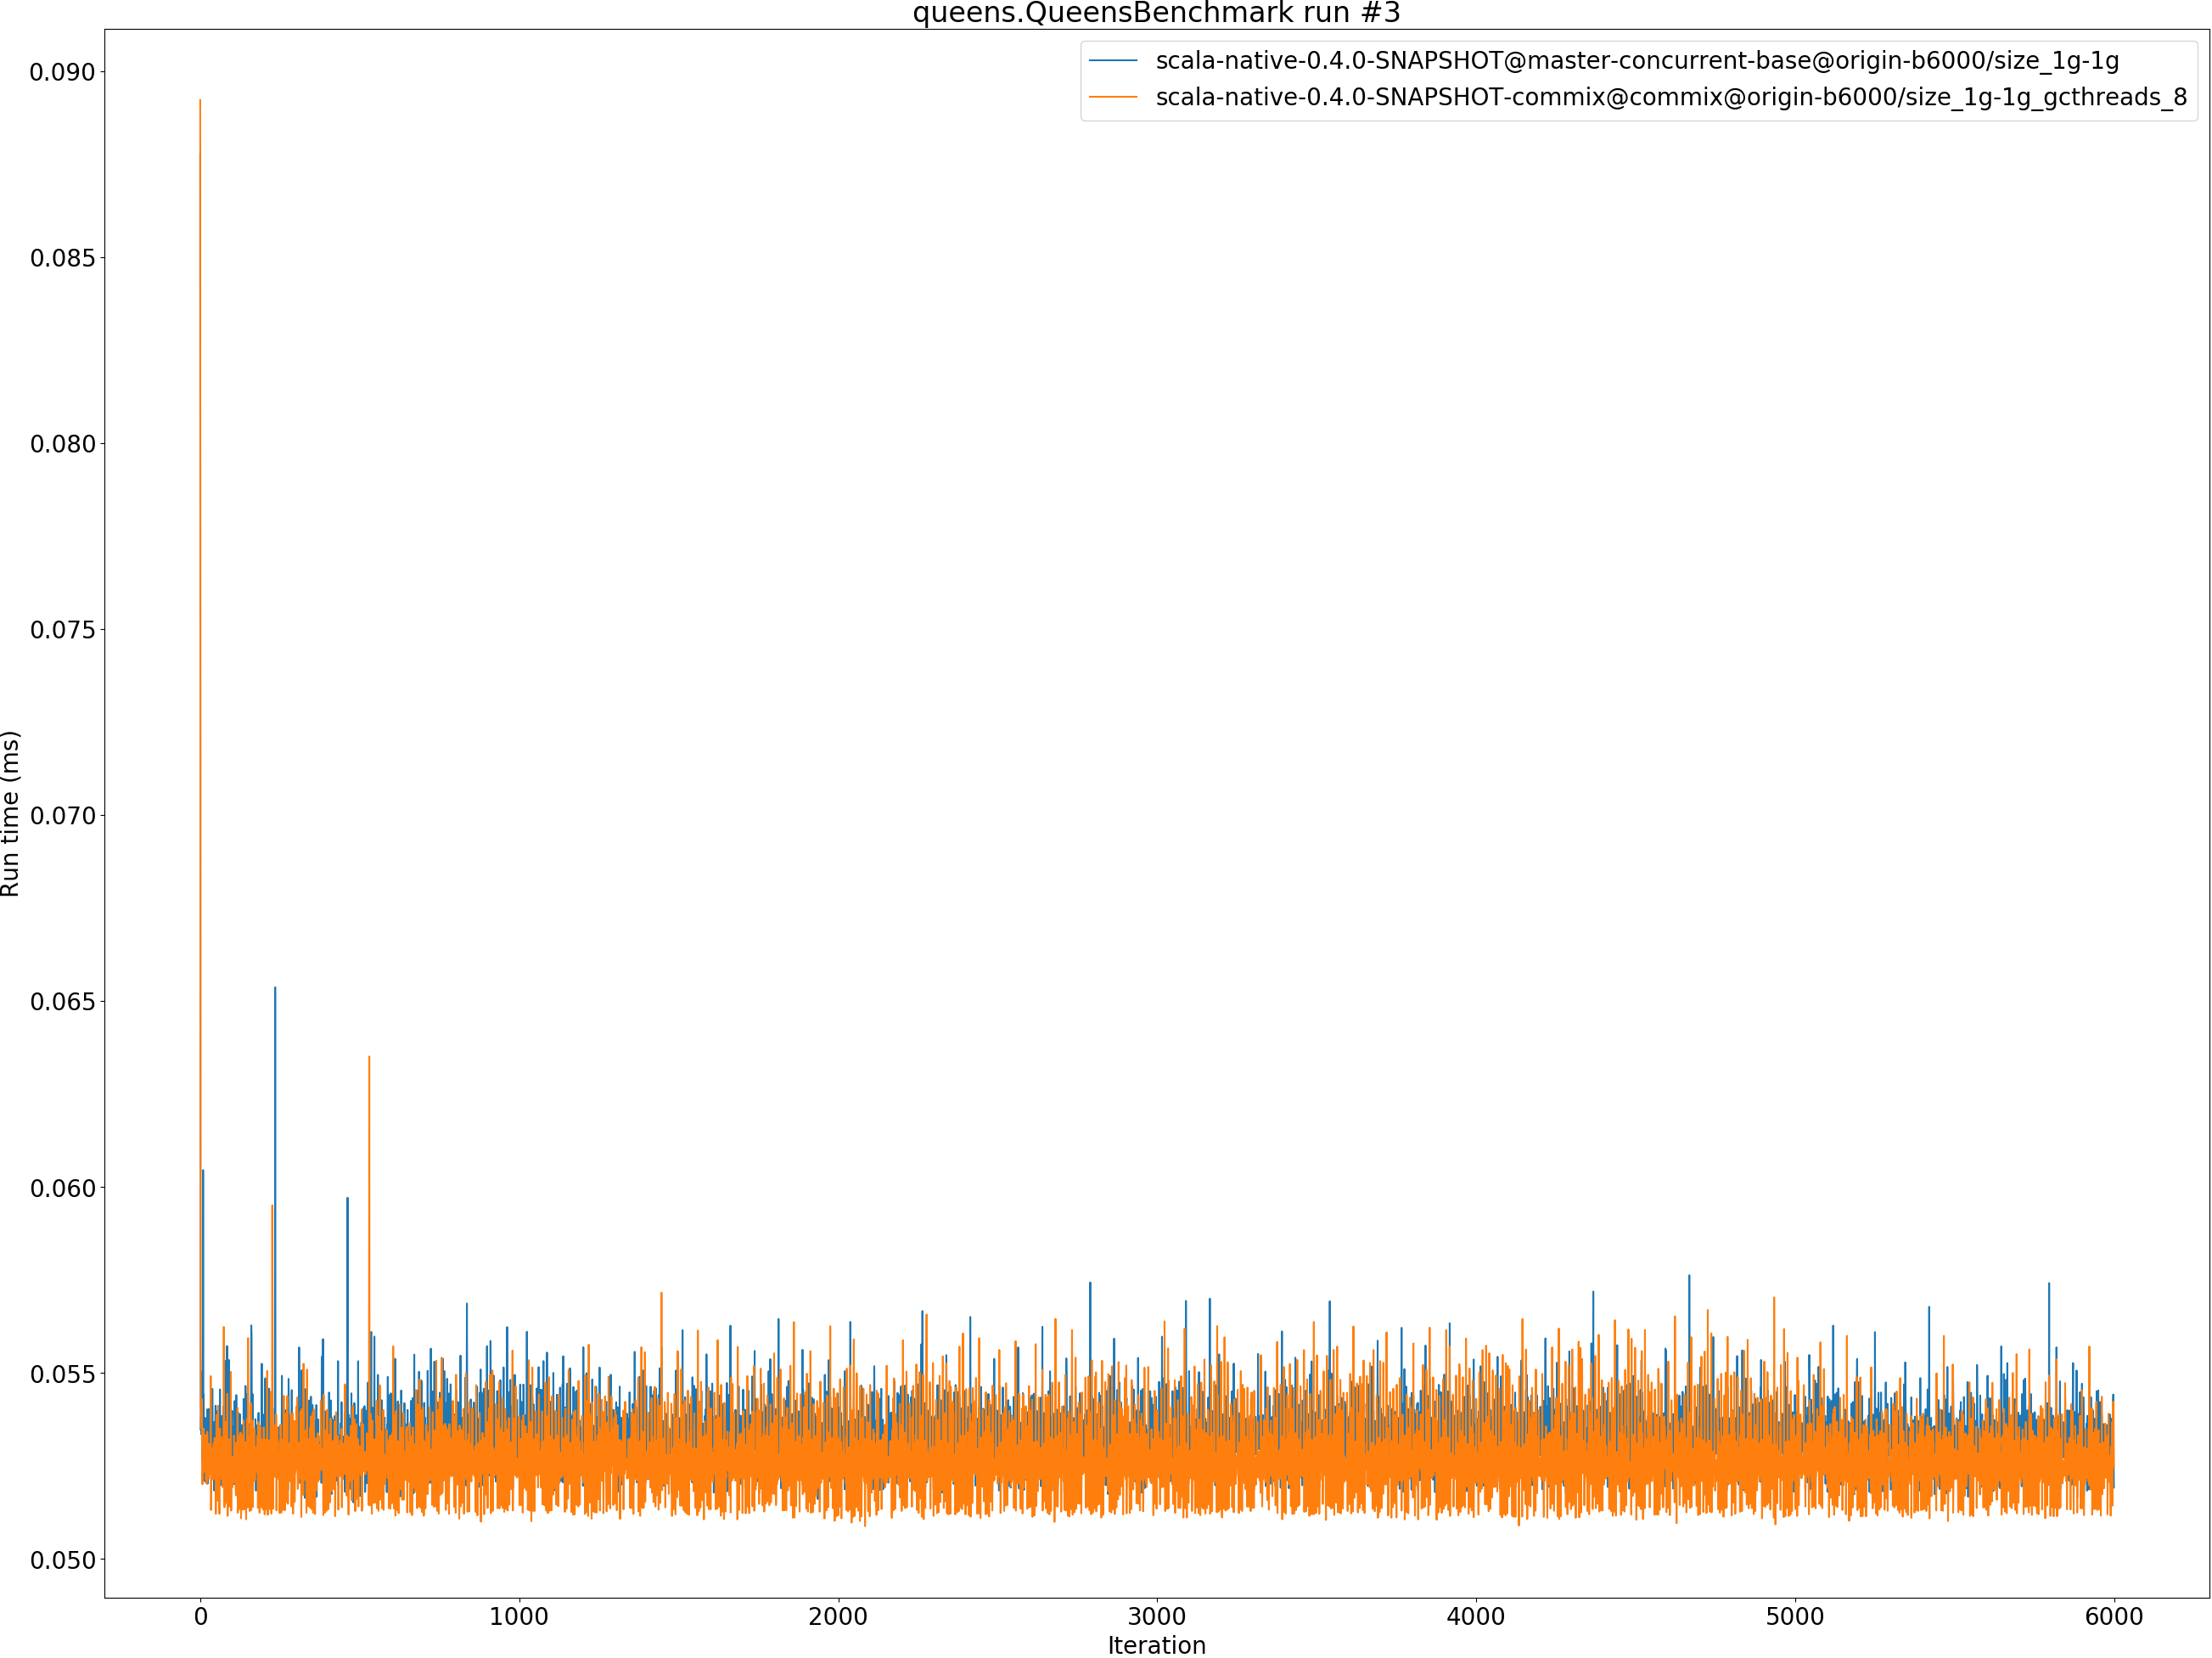 queens.QueensBenchmark run #3
scala-native-0.4.0-SNAPSHOT@master-concurrent-base@origin-b6000/size_1g-1g
scala-native-0.4.0-SNAPSHOT-commix@commix@origin-b6000/size_1g-1g_gcthreads_8
0.090
0.085
0.080
0.075
0.070
0.065
0.060
0.055
0.050
Run time (ms)
0 1000 2000 3000 4000 5000 6000
Iteration